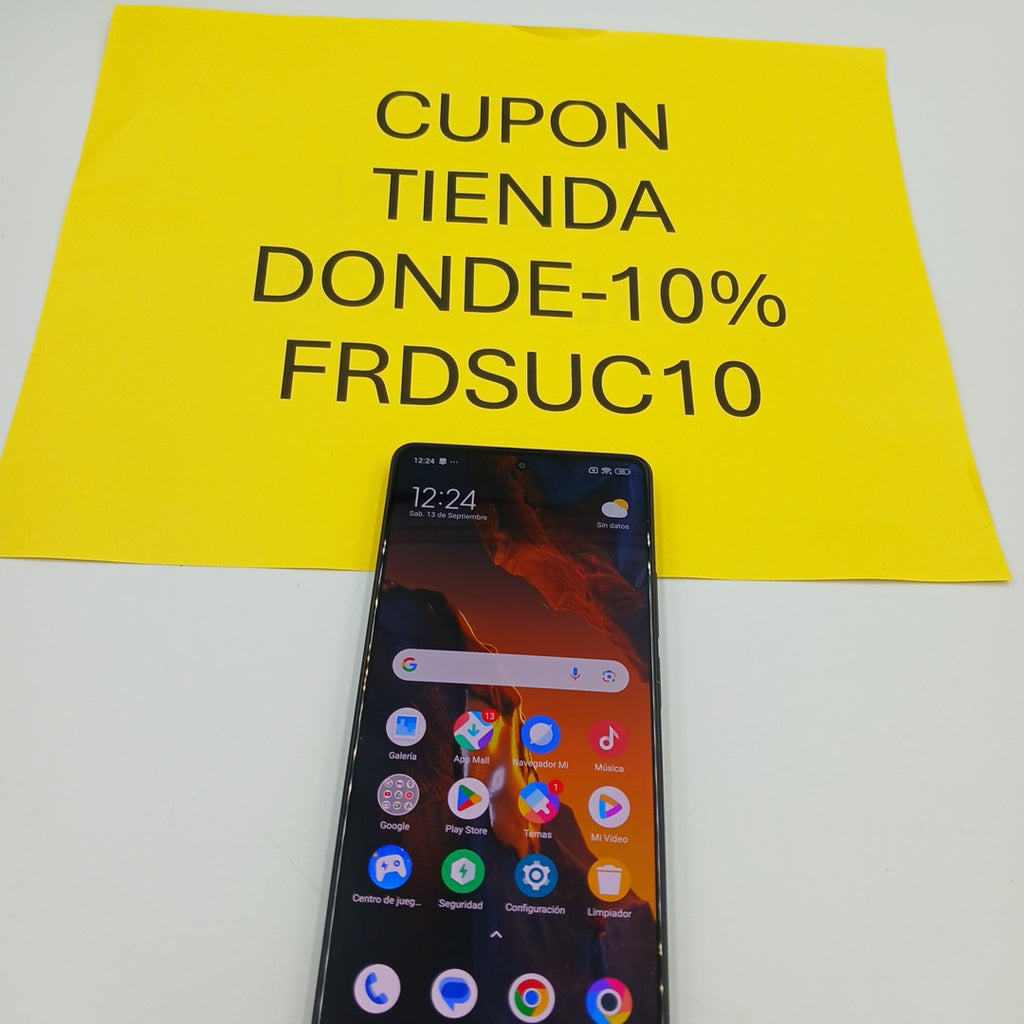 CUPON
TIENDA
DONDE-10%
FRDSUC10
12:24
12:24
Sab. 13 de Septiembre
Sin datos
13
Galería
App Mall
Navegador Mi
Música
1
Google
Play Store
Temas
Mi Video
Centro de jueg...
Seguridad
Configuración
Limpiador